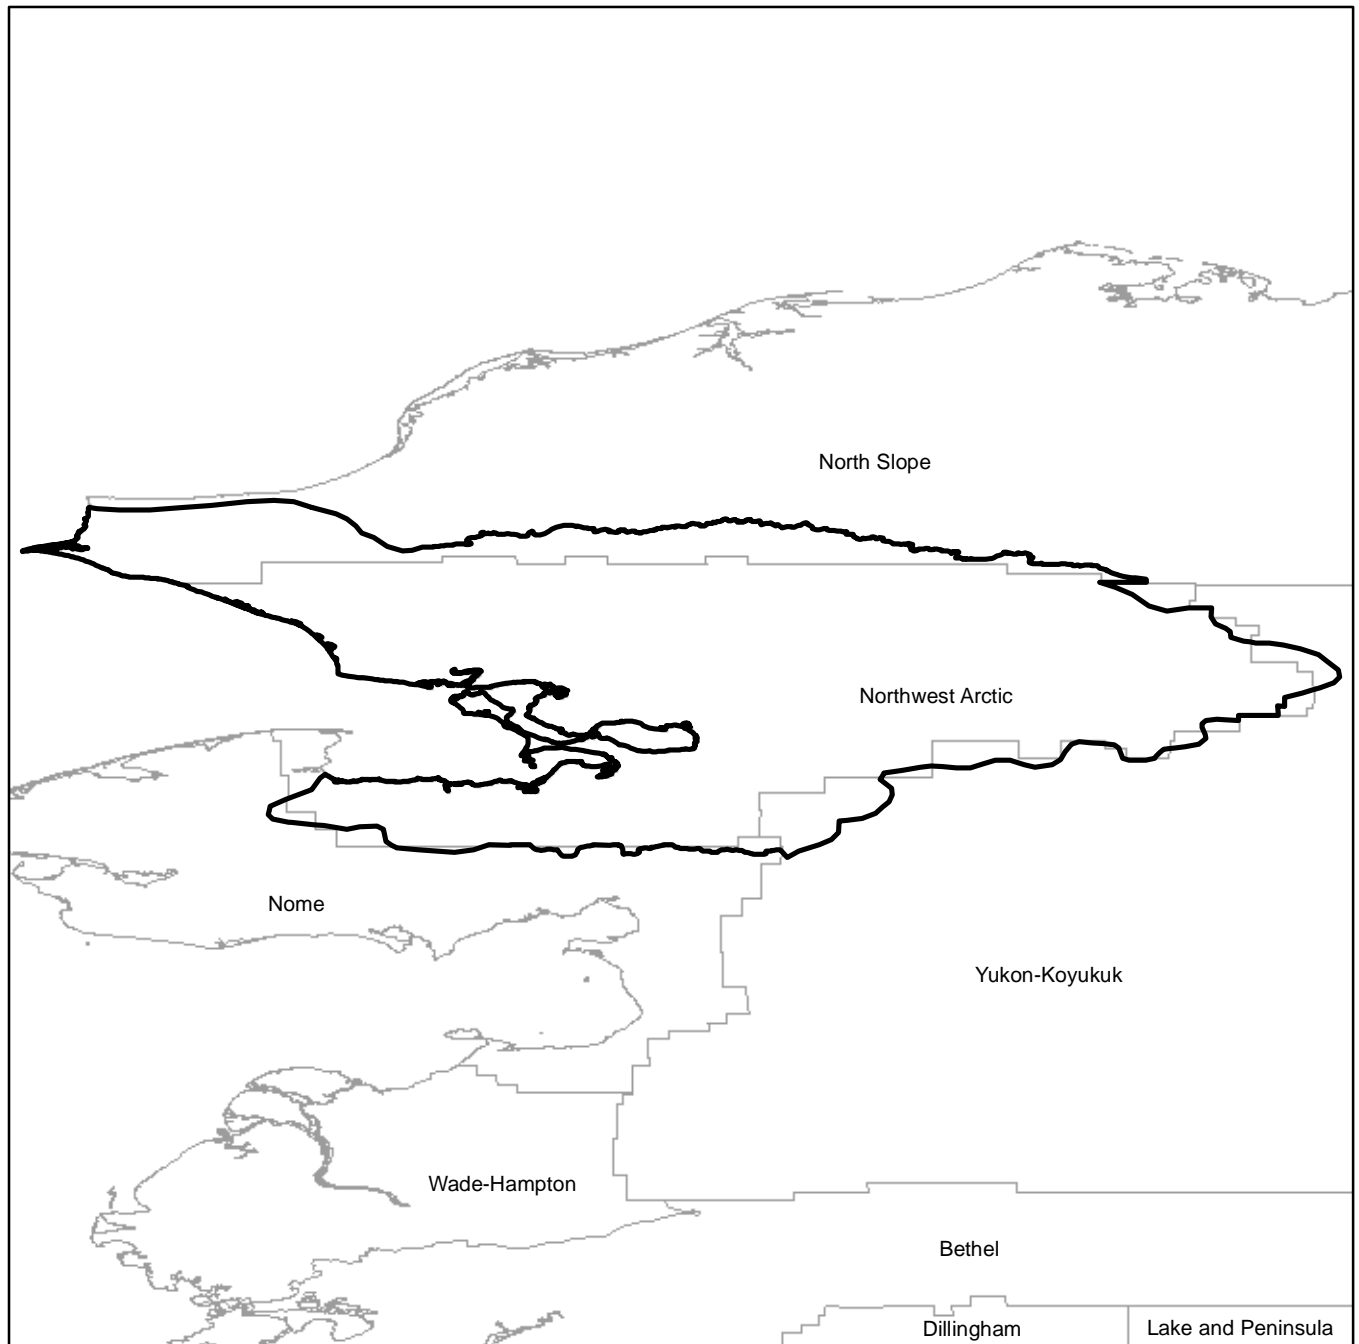 North Slope
Northwest Arctic
Nome
Yukon-Koyukuk
Wade-Hampton
Bethel
Dillingham
Lake and Peninsula